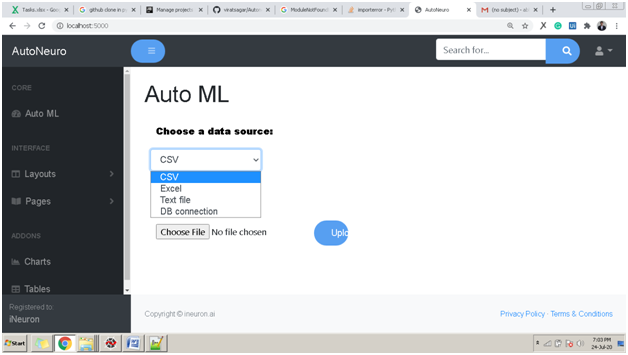 Tasks.xlsx - Goo
github clone in p
Manage projects
viratsagar/Auton
ModuleNotFound
importerror - Pyt
AutoNeuro
(no subject) - ab
localhost:5000
AutoNeuro
Search for...
CORE
Auto ML
INTERFACE
Layouts
Pages
ADDONS
Charts
Tables
Registered to:
iNeuron
Auto ML
Choose a data source:
CSV
CSV
Excel
Text file
DB connection
Choose File No file chosen
Uplo
Copyright © ineuron.ai
Privacy Policy · Terms & Conditions
Start
7:03 PM
24-Jul-20